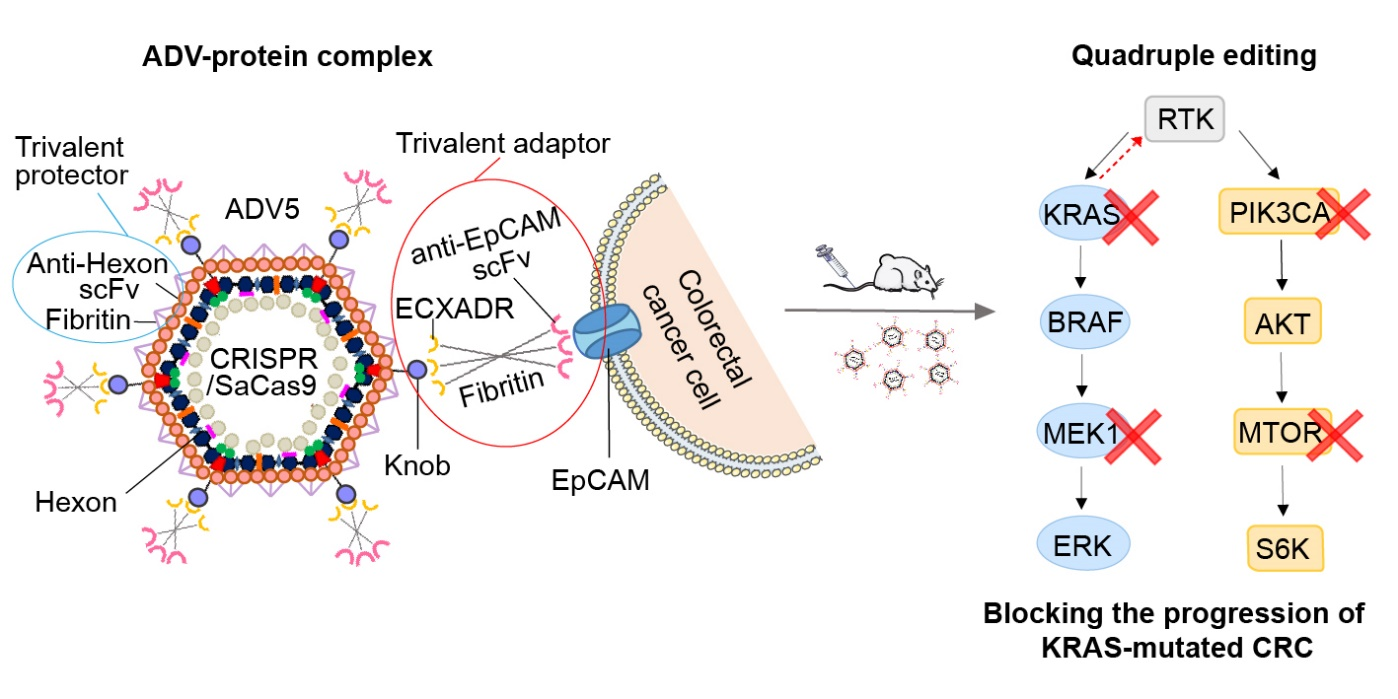 ADV-protein complex
Quadruple editing
Trivalent
protector
ADV5
Trivalent adaptor
Anti-Hexon
scFv
Fibritin
CRISPR
/SaCas9
Hexon
anti-EpCAM
scFv
ECXADR
Fibritin
Knob
EpCAM
Colorectal
cancer cell
RTK
KRAS
PIK3CA
BRAF
AKT
MEK1
MTOR
ERK
S6K
Blocking the progression of
KRAS-mutated CRC